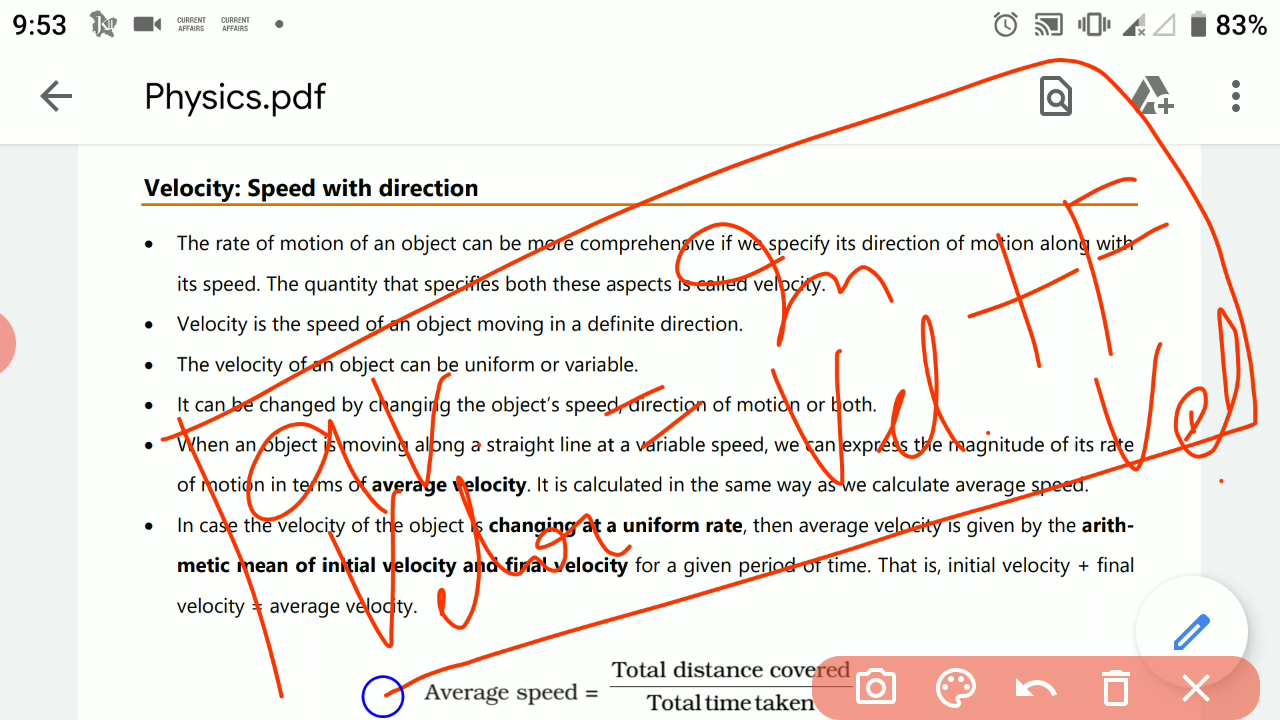 9:53 CURRENT AFFAIRS CURRENT AFFAIRS 83%
Physics.pdf
Velocity: Speed with direction
• The rate of motion of an object can be more comprehensive if we specify its direction of motion along with
its speed. The quantity that specifies both these aspects is called velocity.
• Velocity is the speed of an object moving in a definite direction.
• The velocity of an object can be uniform or variable.
• It can be changed by changing the object's speed, direction of motion or both.
• When an object is moving along a straight line at a variable speed, we can express the magnitude of its rate
of motion in terms of average velocity. It is calculated in the same way as we calculate average speed.
• In case the velocity of the object is changing at a uniform rate, then average velocity is given by the arith-
metic mean of initial velocity and final velocity for a given period of time. That is, initial velocity + final
velocity = average velocity.
Average speed = Total distance covered
Total time taken